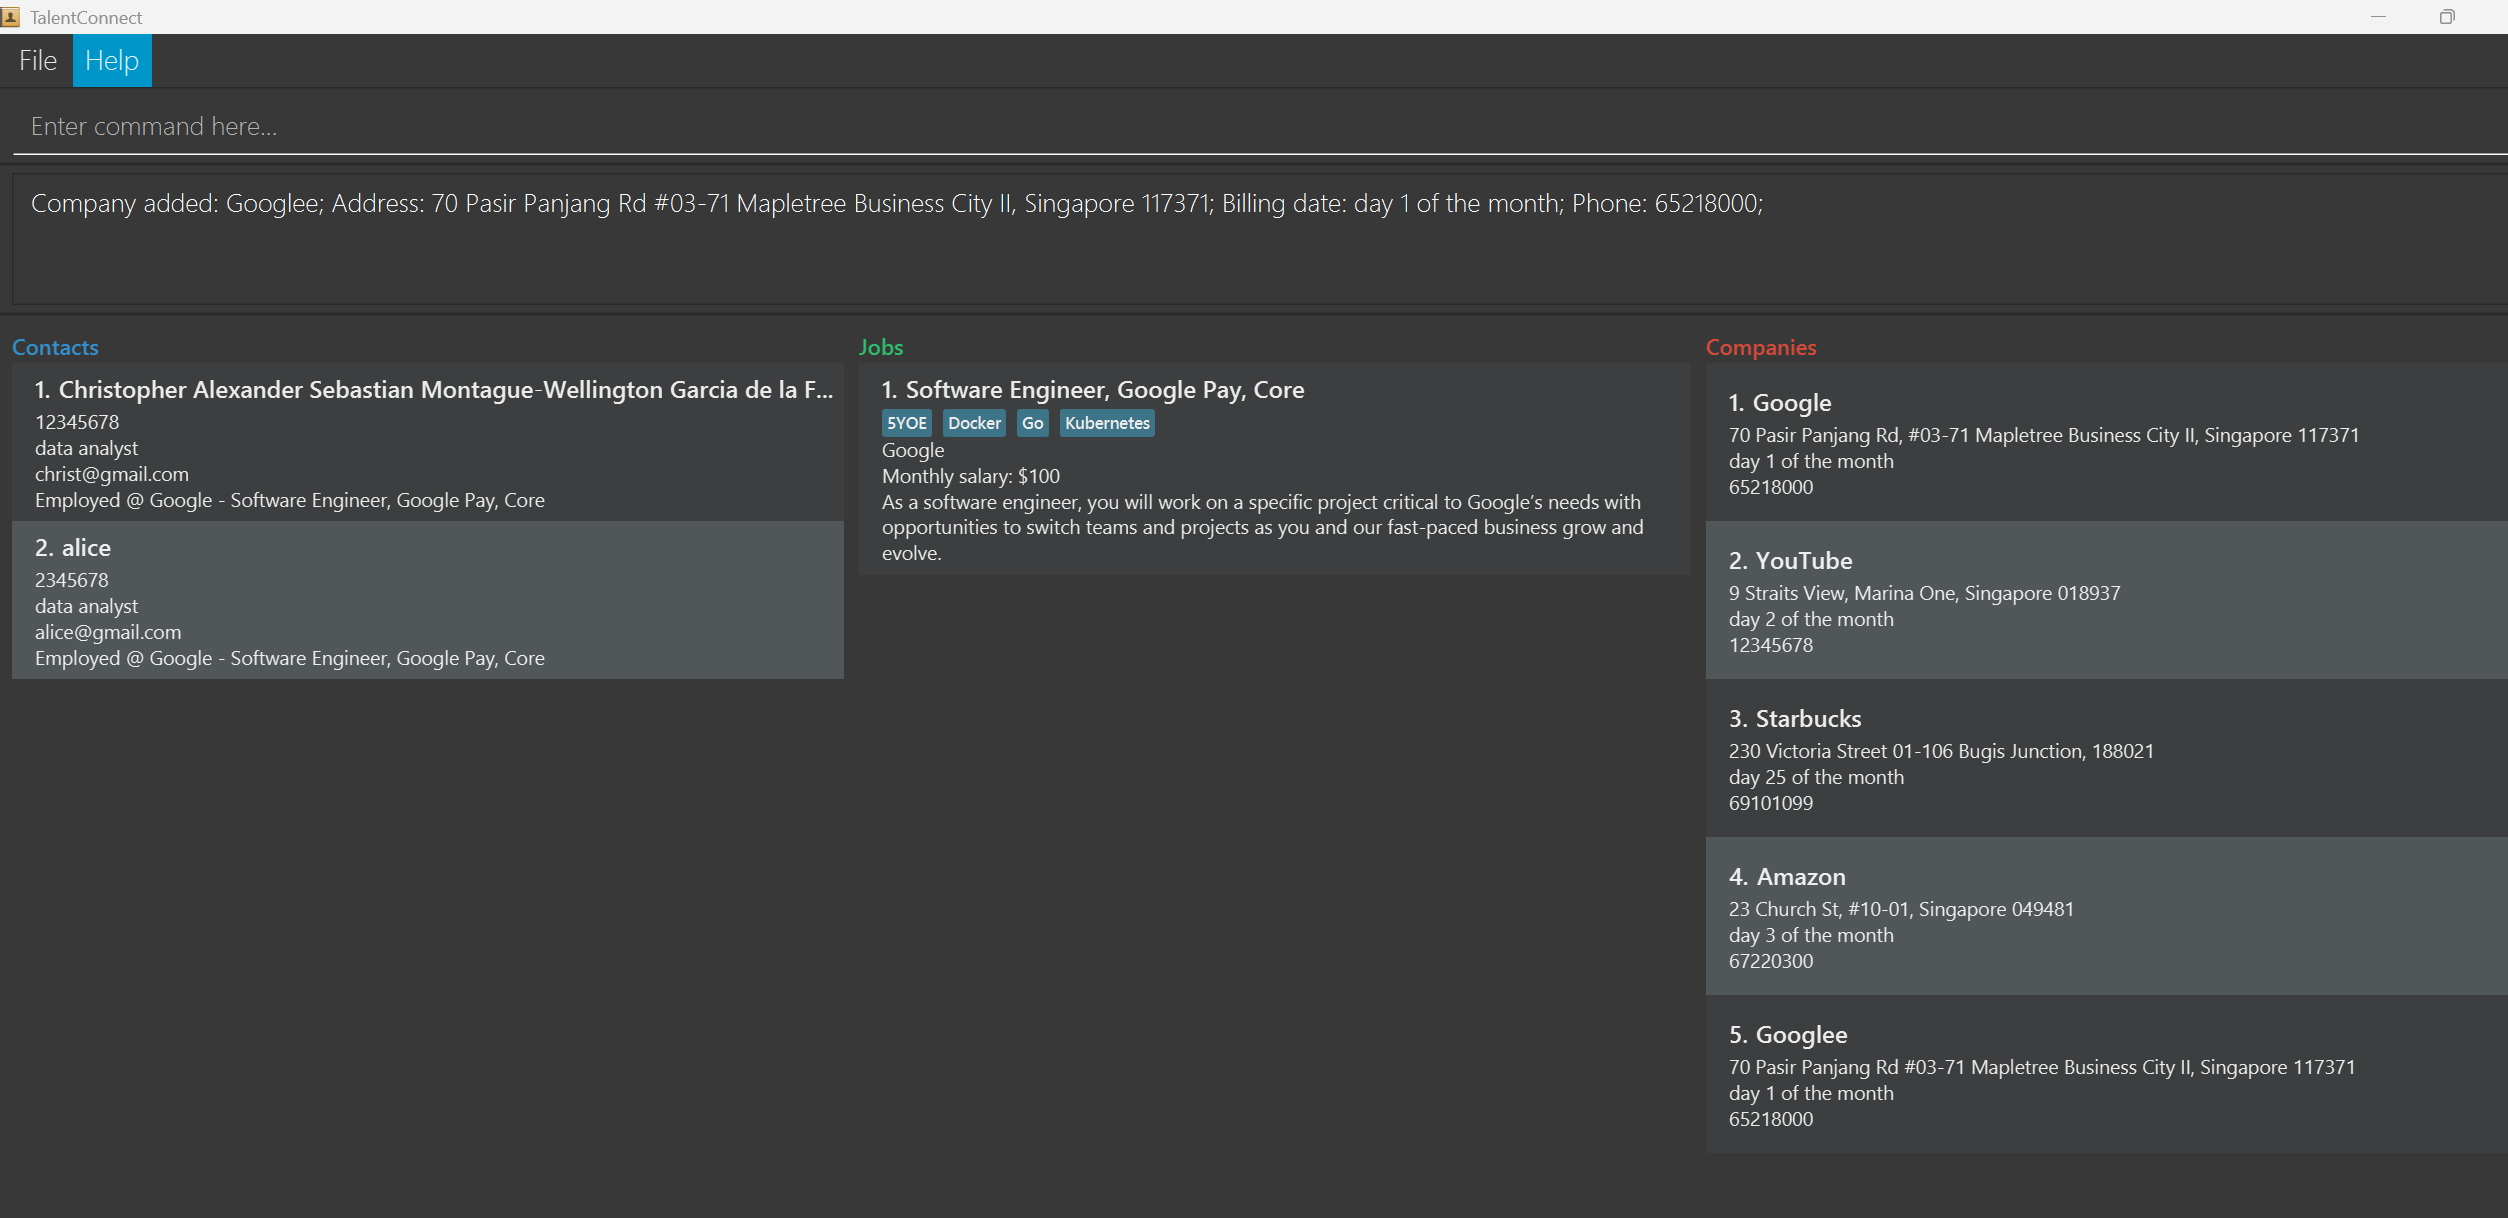 TalentConnect
File Help
Enter command here...
Company added: Googlee; Address: 70 Pasir Panjang Rd #03-71 Mapletree Business City II, Singapore 117371; Billing date: day 1 of the month; Phone: 65218000;
Contacts
1. Christopher Alexander Sebastian Montague-Wellington Garcia de la F...
12345678
data analyst
christ@gmail.com
Employed @ Google - Software Engineer, Google Pay, Core
2. alice
2345678
data analyst
alice@gmail.com
Employed @ Google - Software Engineer, Google Pay, Core
Jobs
1. Software Engineer, Google Pay, Core
5YOE Docker Go Kubernetes
Google
Monthly salary: $100
As a software engineer, you will work on a specific project critical to Google’s needs with
opportunities to switch teams and projects as you and our fast-paced business grow and
evolve.
Companies
1. Google
70 Pasir Panjang Rd, #03-71 Mapletree Business City II, Singapore 117371
day 1 of the month
65218000
2. YouTube
9 Straits View, Marina One, Singapore 018937
day 2 of the month
12345678
3. Starbucks
230 Victoria Street 01-106 Bugis Junction, 188021
day 25 of the month
69101099
4. Amazon
23 Church St, #10-01, Singapore 049481
day 3 of the month
67220300
5. Googlee
70 Pasir Panjang Rd #03-71 Mapletree Business City II, Singapore 117371
day 1 of the month
65218000